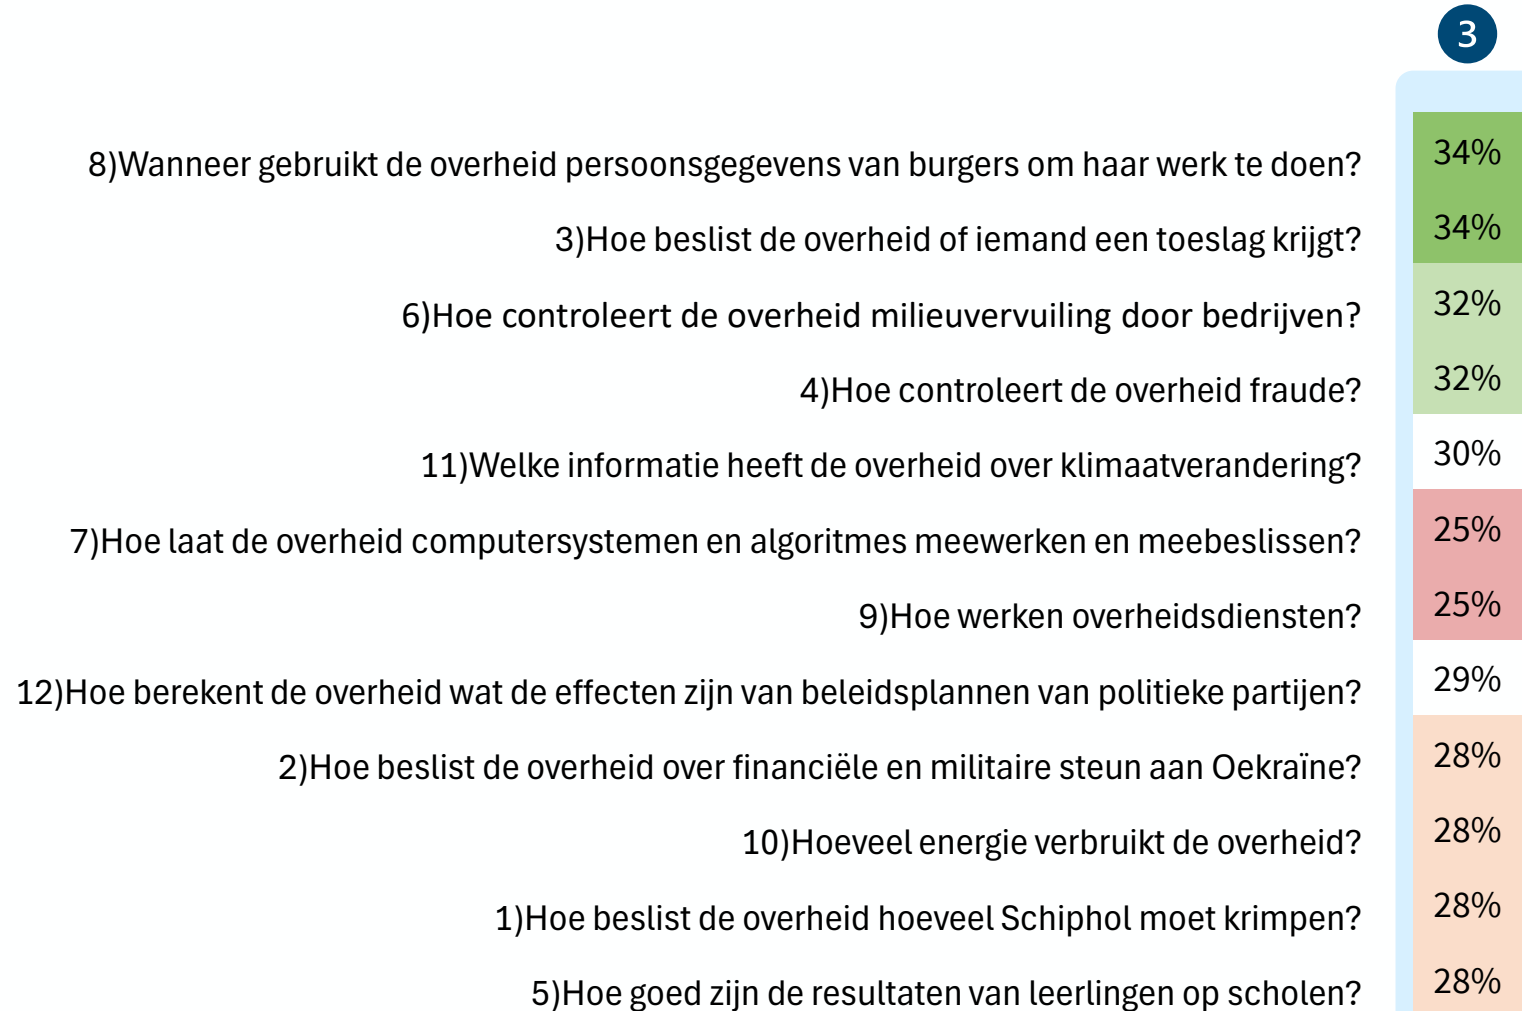 3
8)Wanneer gebruikt de overheid persoonsgegevens van burgers om haar werk te doen? 34%
3)Hoe beslist de overheid of iemand een toeslag krijgt? 34%
6)Hoe controleert de overheid milieuvervuiling door bedrijven? 32%
4)Hoe controleert de overheid fraude? 32%
11)Welke informatie heeft de overheid over klimaatverandering? 30%
7)Hoe laat de overheid computersystemen en algoritmes meewerken en meebeslissen? 25%
9)Hoe werken overheidsdiensten? 25%
12)Hoe berekent de overheid wat de effecten zijn van beleidsplannen van politieke partijen? 29%
2)Hoe beslist de overheid over financiële en militaire steun aan Oekraïne? 28%
10)Hoeveel energie verbruikt de overheid? 28%
1)Hoe beslist de overheid hoeveel Schiphol moet krimpen? 28%
5)Hoe goed zijn de resultaten van leerlingen op scholen? 28%